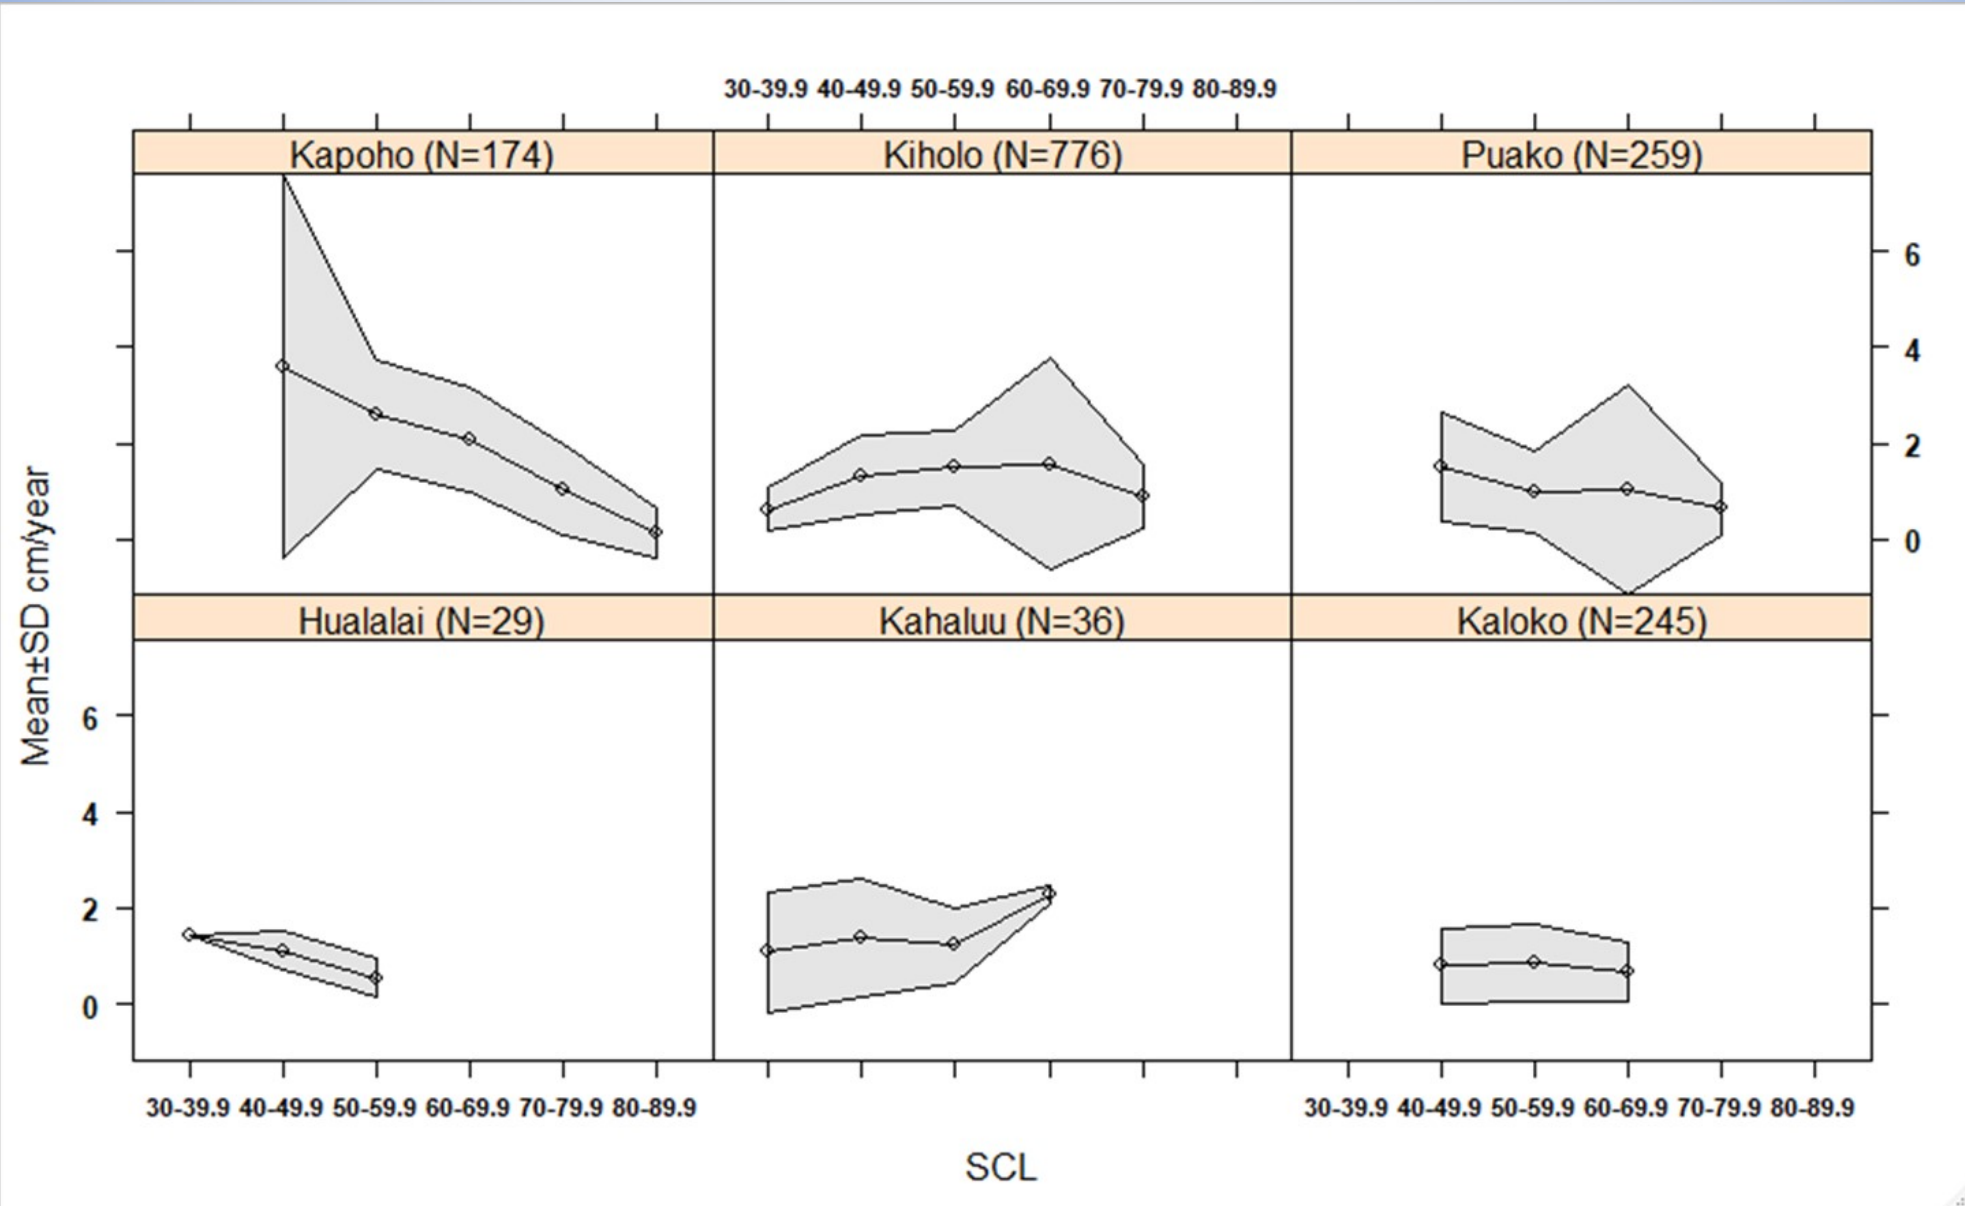 30-39.9 40-49.9 50-59.9 60-69.9 70-79.9 80-89.9
Kapoho (N=174)
Kiholo (N=776)
Puako (N=259)
6
4
2
0
Hualalai (N=29)
Kahaluu (N=36)
Kaloko (N=245)
Mean±SD cm/year
6
4
2
0
30-39.9 40-49.9 50-59.9 60-69.9 70-79.9 80-89.9
30-39.9 40-49.9 50-59.9 60-69.9 70-79.9 80-89.9
SCL